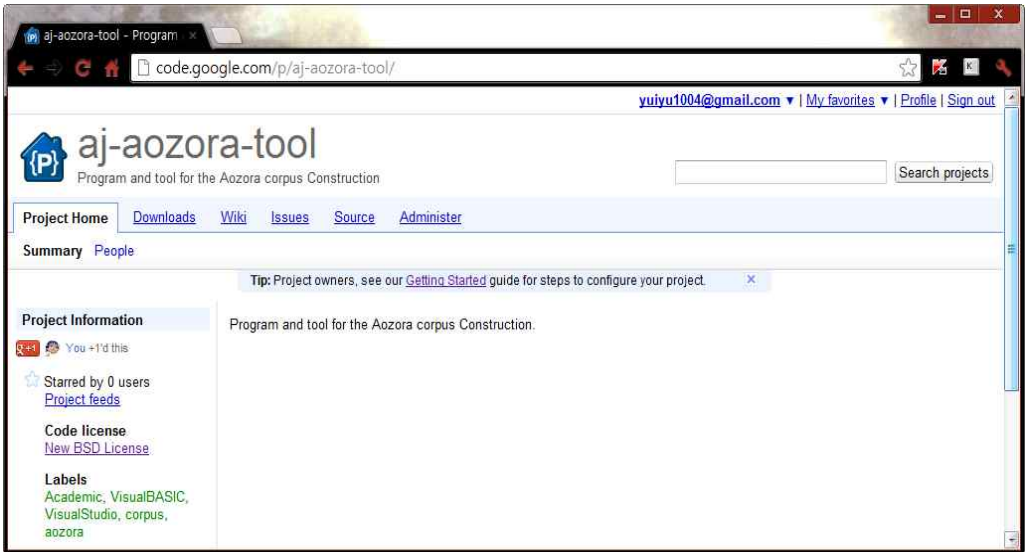 aj-aozora-tool - Program
code.google.com/p/aj-aozora-tool/
yuiyu1004@gmail.com ▼ | My favorites ▼ | Profile | Sign out
{P}
aj-aozora-tool
Program and tool for the Aozora corpus Construction
Search projects
Project Home Downloads Wiki Issues Source Administer
Summary People
Tip: Project owners, see our Getting Started guide for steps to configure your project. x
Project Information
Program and tool for the Aozora corpus Construction.
g+1 You +1'd this
Starred by 0 users
Project feeds
Code license
New BSD License
Labels
Academic, VisualBASIC,
VisualStudio, corpus,
aozora